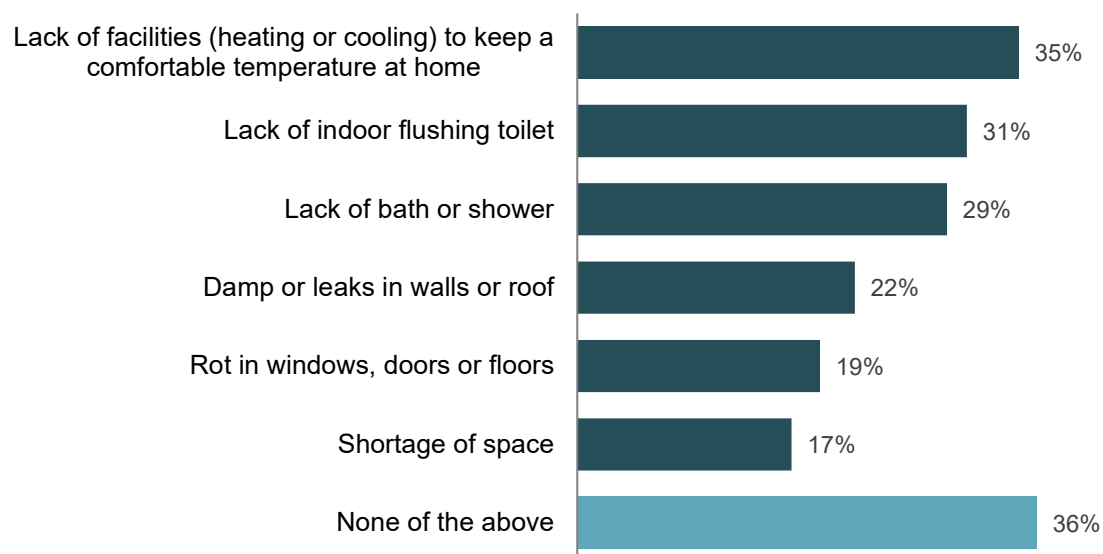 Lack of facilities (heating or cooling) to keep a
comfortable temperature at home
35%
Lack of indoor flushing toilet
31%
Lack of bath or shower
29%
Damp or leaks in walls or roof
22%
Rot in windows, doors or floors
19%
Shortage of space
17%
None of the above
36%